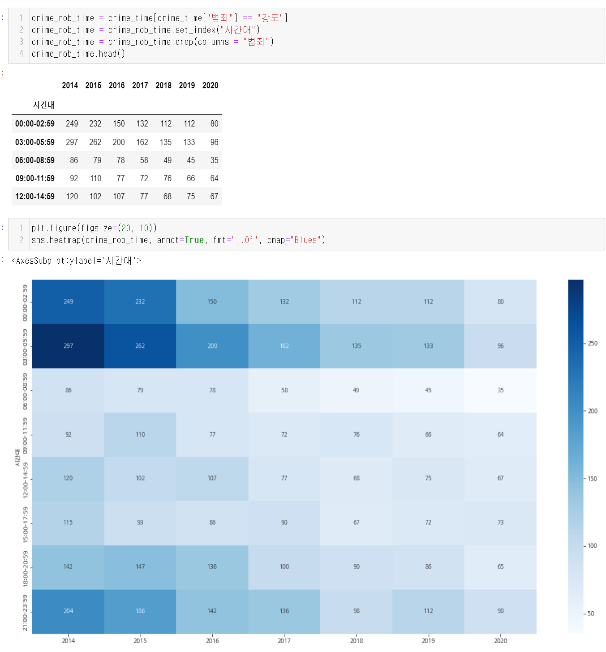 1 crime_rob_time = crime_time[crime_time["범죄"] == "강도"]
2 crime_rob_time = crime_rob_time.set_index("시간대")
3 crime_rob_time = crime_rob_time.drop(columns = "범죄")
4 crime_rob_time.head()
2014 2015 2016 2017 2018 2019 2020
시간대
00:00-02:59 249 232 150 132 112 112 80
03:00-05:59 297 262 200 162 135 133 96
06:00-08:59 86 79 78 58 49 45 35
09:00-11:59 92 110 77 72 76 66 64
12:00-14:59 120 102 107 77 68 75 67
1 plt.figure(figsize=(20, 10))
2 sns.heatmap(crime_rob_time, annot=True, fmt=".0f", cmap="Blues")
<AxesSubplot:ylabel='시간대'>
00:00-02:59 249 232 150 132 112 112 80
03:00-05:59 297 262 200 162 135 133 96
06:00-08:59 86 79 78 58 49 45 35
09:00-11:59 92 110 77 72 76 66 64
시간대
12:00-14:59 120 102 107 77 68 75 67
15:00-17:59 115 93 90 67 72 73
18:00-20:59 142 147 138 100 90 65
21:00-23:59 204 186 142 136 98 112 90
2014 2015 2016 2017 2018 2019 2020
250
200
150
100
50